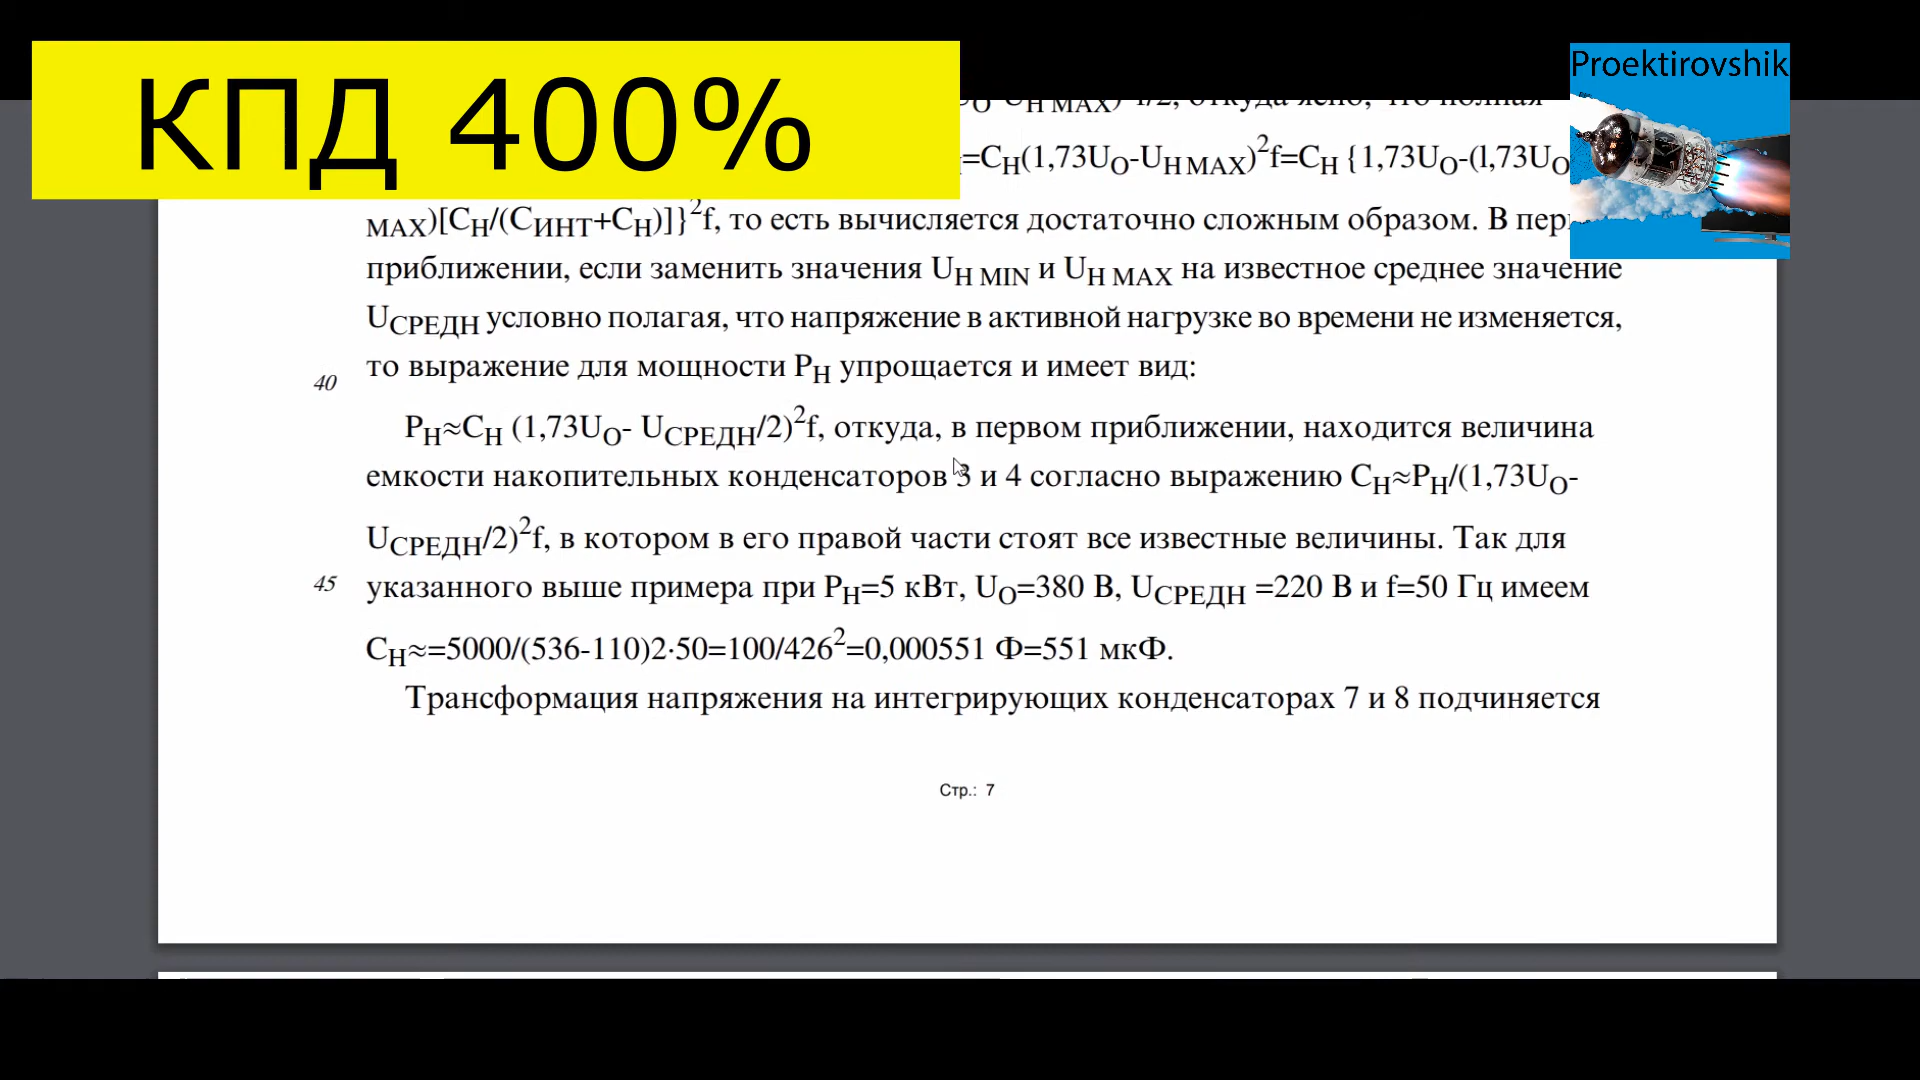 КПД 400%
Proektirovshik
=CН(1,73UО-UН MAX)²f=CН {1,73UО-(l,73UО
MAX)[CН/(CИНТ+CН)]}²f, то есть вычисляется достаточно сложным образом. В
приближении, если заменить значения UН MIN и UН MAX на известное среднее значение
UСРЕДН условно полагая, что напряжение в активной нагрузке во времени не изменяется,
то выражение для мощности PН упрощается и имеет вид:
40
PН≈CН (1,73UО- UСРЕДН/2)²f, откуда, в первом приближении, находится величина
емкости накопительных конденсаторов 3 и 4 согласно выражению CН≈PН/(1,73UО-
UСРЕДН/2)²f, в котором в его правой части стоят все известные величины. Так для
45 указанного выше примера при PН=5 кВт, UО=380 В, UСРЕДН =220 В и f=50 Гц имеем
CН≈=5000/(536-110)2·50=100/426²=0,000551 Ф=551 мкФ.
Трансформация напряжения на интегрирующих конденсаторах 7 и 8 подчиняется
Стр.: 7